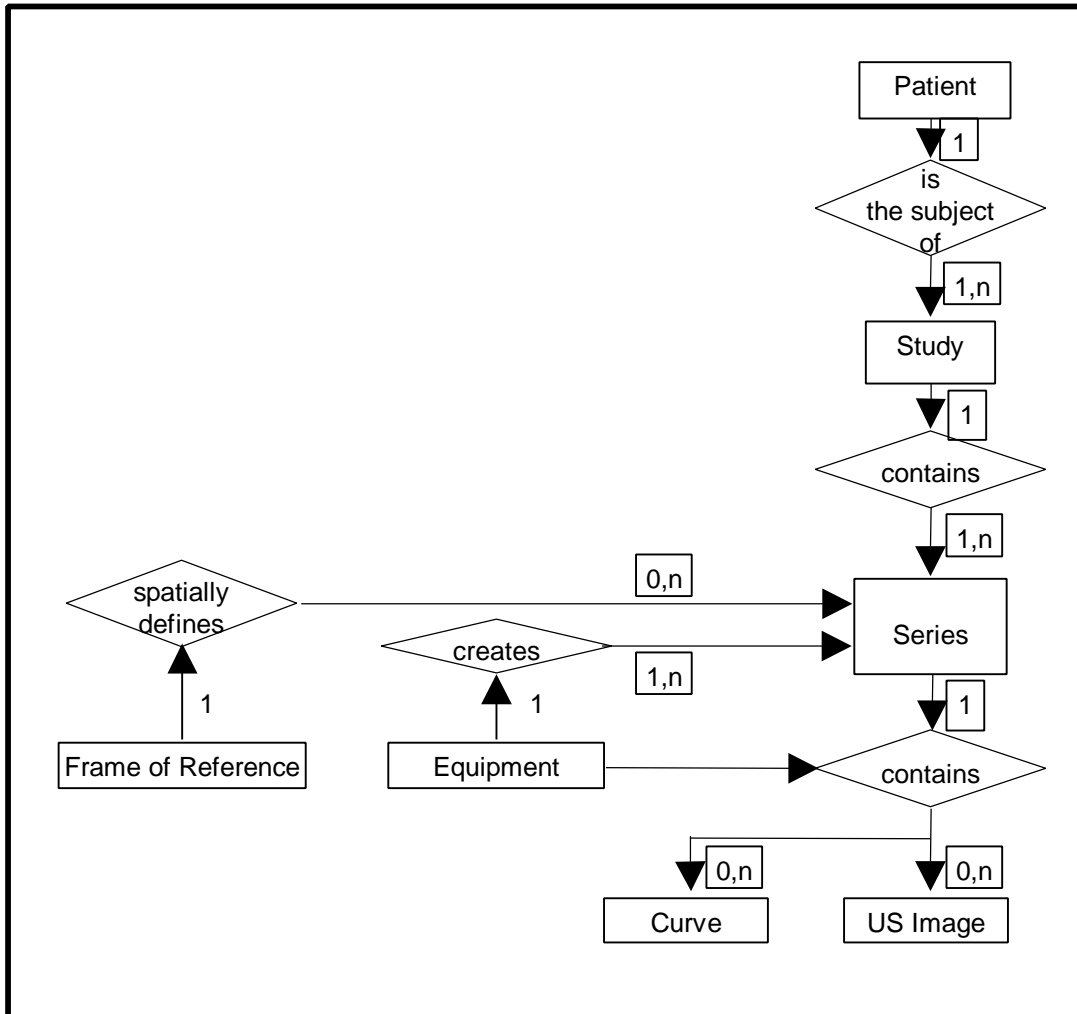 Patient
1
is
the subject
of
1,n
Study
1
contains
1,n
spatially
defines
0,n
Series
creates
1,n
1
1
1
Frame of Reference
Equipment
contains
0,n
0,n
Curve
US Image